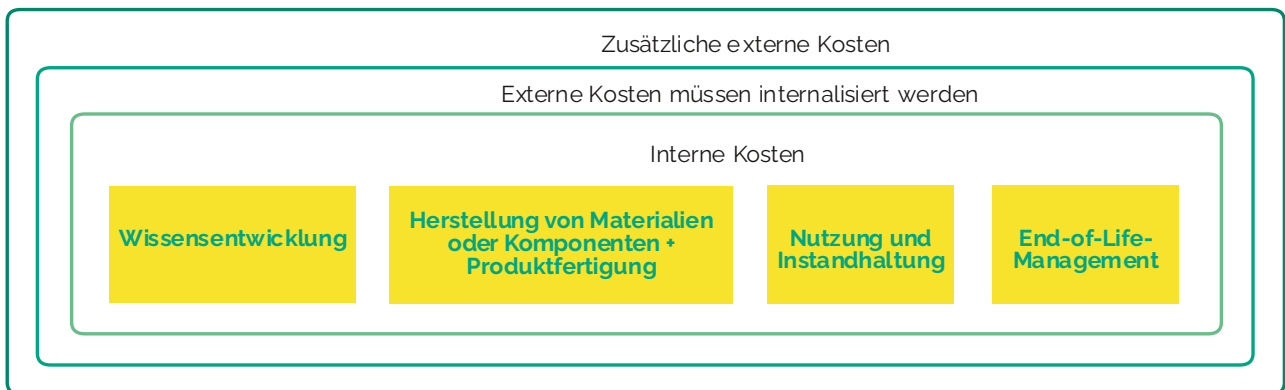 Zusätzliche externe Kosten
Externe Kosten müssen internalisiert werden
Interne Kosten
Wissensentwicklung
Herstellung von Materialien
oder Komponenten +
Produktfertigung
Nutzung und
Instandhaltung
End-of-Life-
Management